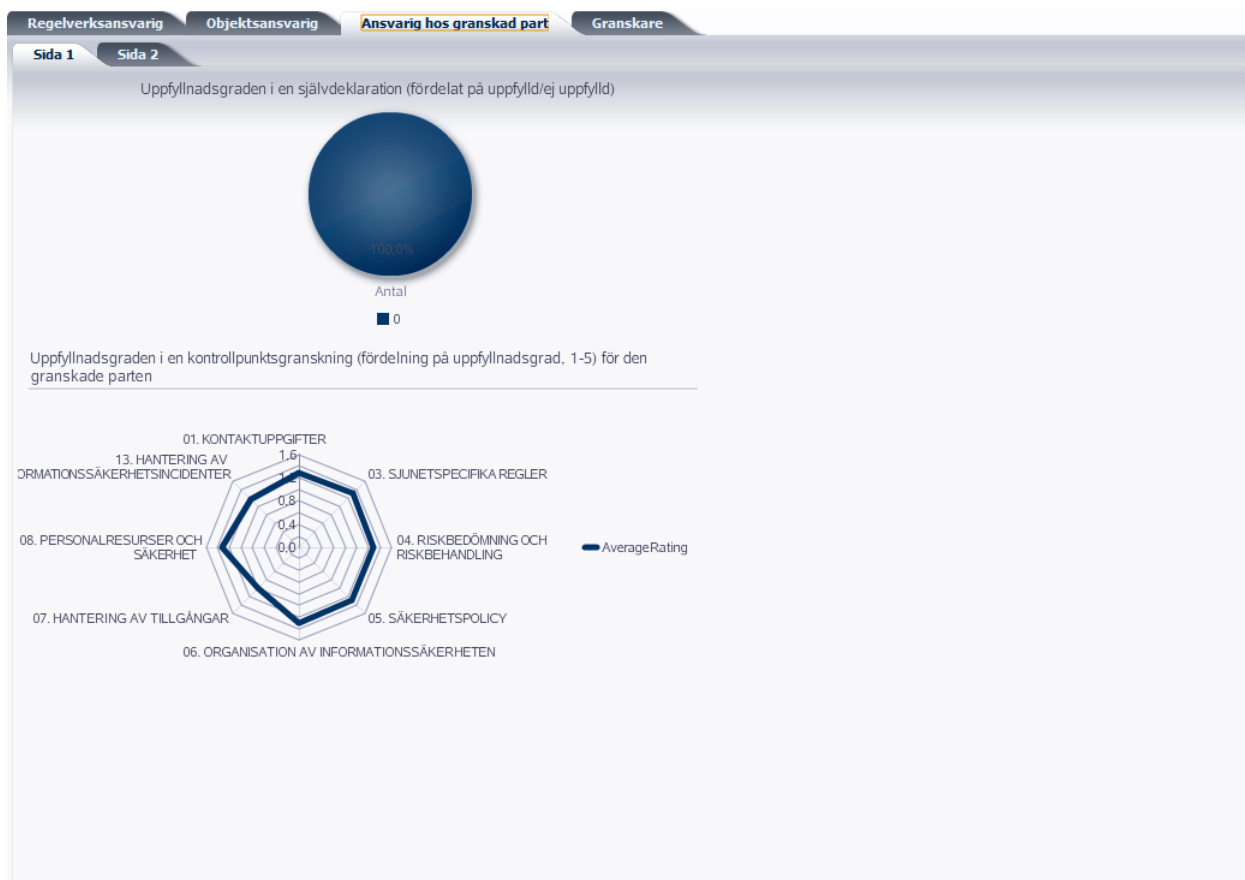 Regelverksansvarig Objektsansvarig Ansvarig hos granskad part Granskare
Sida 1 Sida 2
Uppfyllnadsgraden i en självdeklaration (fördelat på uppfylld/ej uppfylld)
100,0%
Antal
0
Uppfyllnadsgraden i en kontrollpunktsgranskning (fördelning på uppfyllnadsgrad, 1-5) för den
granskade parten
01. KONTAKTUPPGIFTER
13. HANTERING AV
ORMATIONSSÄKERHETSINCIDENTER
1,6
1,2
0,8
0,4
0,0
03. SJUNETSPECIFIKA REGLER
08. PERSONALRESURSER OCH
SÄKERHET
04. RISKBEDÖMNING OCH
RISKBEHANDLING
AverageRating
07. HANTERING AV TILLGÅNGAR
05. SÄKERHETSPOLICY
06. ORGANISATION AV INFORMATIONSSÄKERHETEN